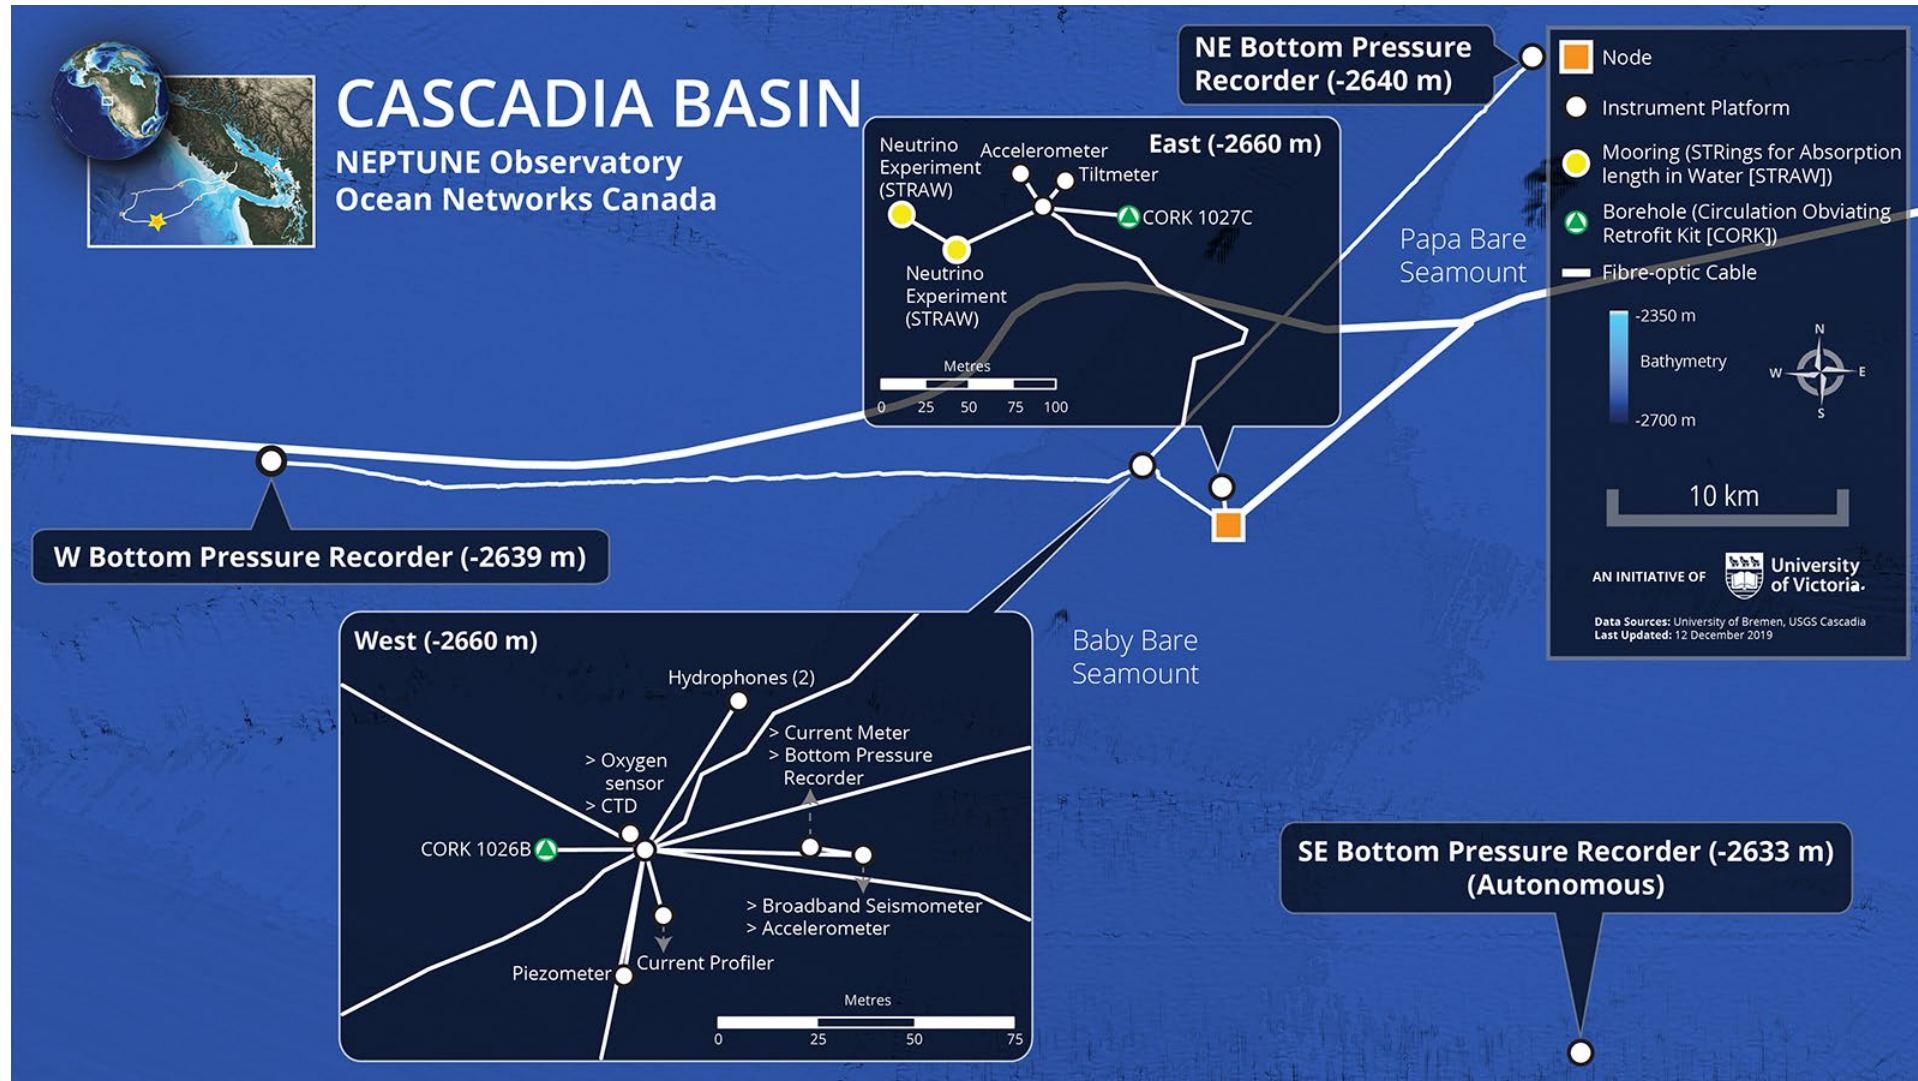 CASCADIA BASIN
NEPTUNE Observatory
Ocean Networks Canada
NE Bottom Pressure
Recorder (-2640 m)
East (-2660 m)
Neutrino
Experiment
(STRAW)
Accelerometer
Tiltmeter
CORK 1027C
Neutrino
Experiment
(STRAW)
Metres
0 25 50 75 100
Papa Bare
Seamount
Node
Instrument Platform
Mooring (STRings for Absorption
length in Water [STRAW])
Borehole (Circulation Obviating
Retrofit Kit [CORK])
Fibre-optic Cable
-2350 m
Bathymetry
-2700 m
N
W E
S
10 km
AN INITIATIVE OF
University
of Victoria.
Data Sources: University of Bremen, USGS Cascadia
Last Updated: 12 December 2019
W Bottom Pressure Recorder (-2639 m)
West (-2660 m)
Hydrophones (2)
> Current Meter
> Bottom Pressure
Recorder
> Oxygen
sensor
> CTD
CORK 1026B
> Broadband Seismometer
> Accelerometer
Current Profiler
Piezometer
Metres
0 25 50 75
Baby Bare
Seamount
SE Bottom Pressure Recorder (-2633 m)
(Autonomous)